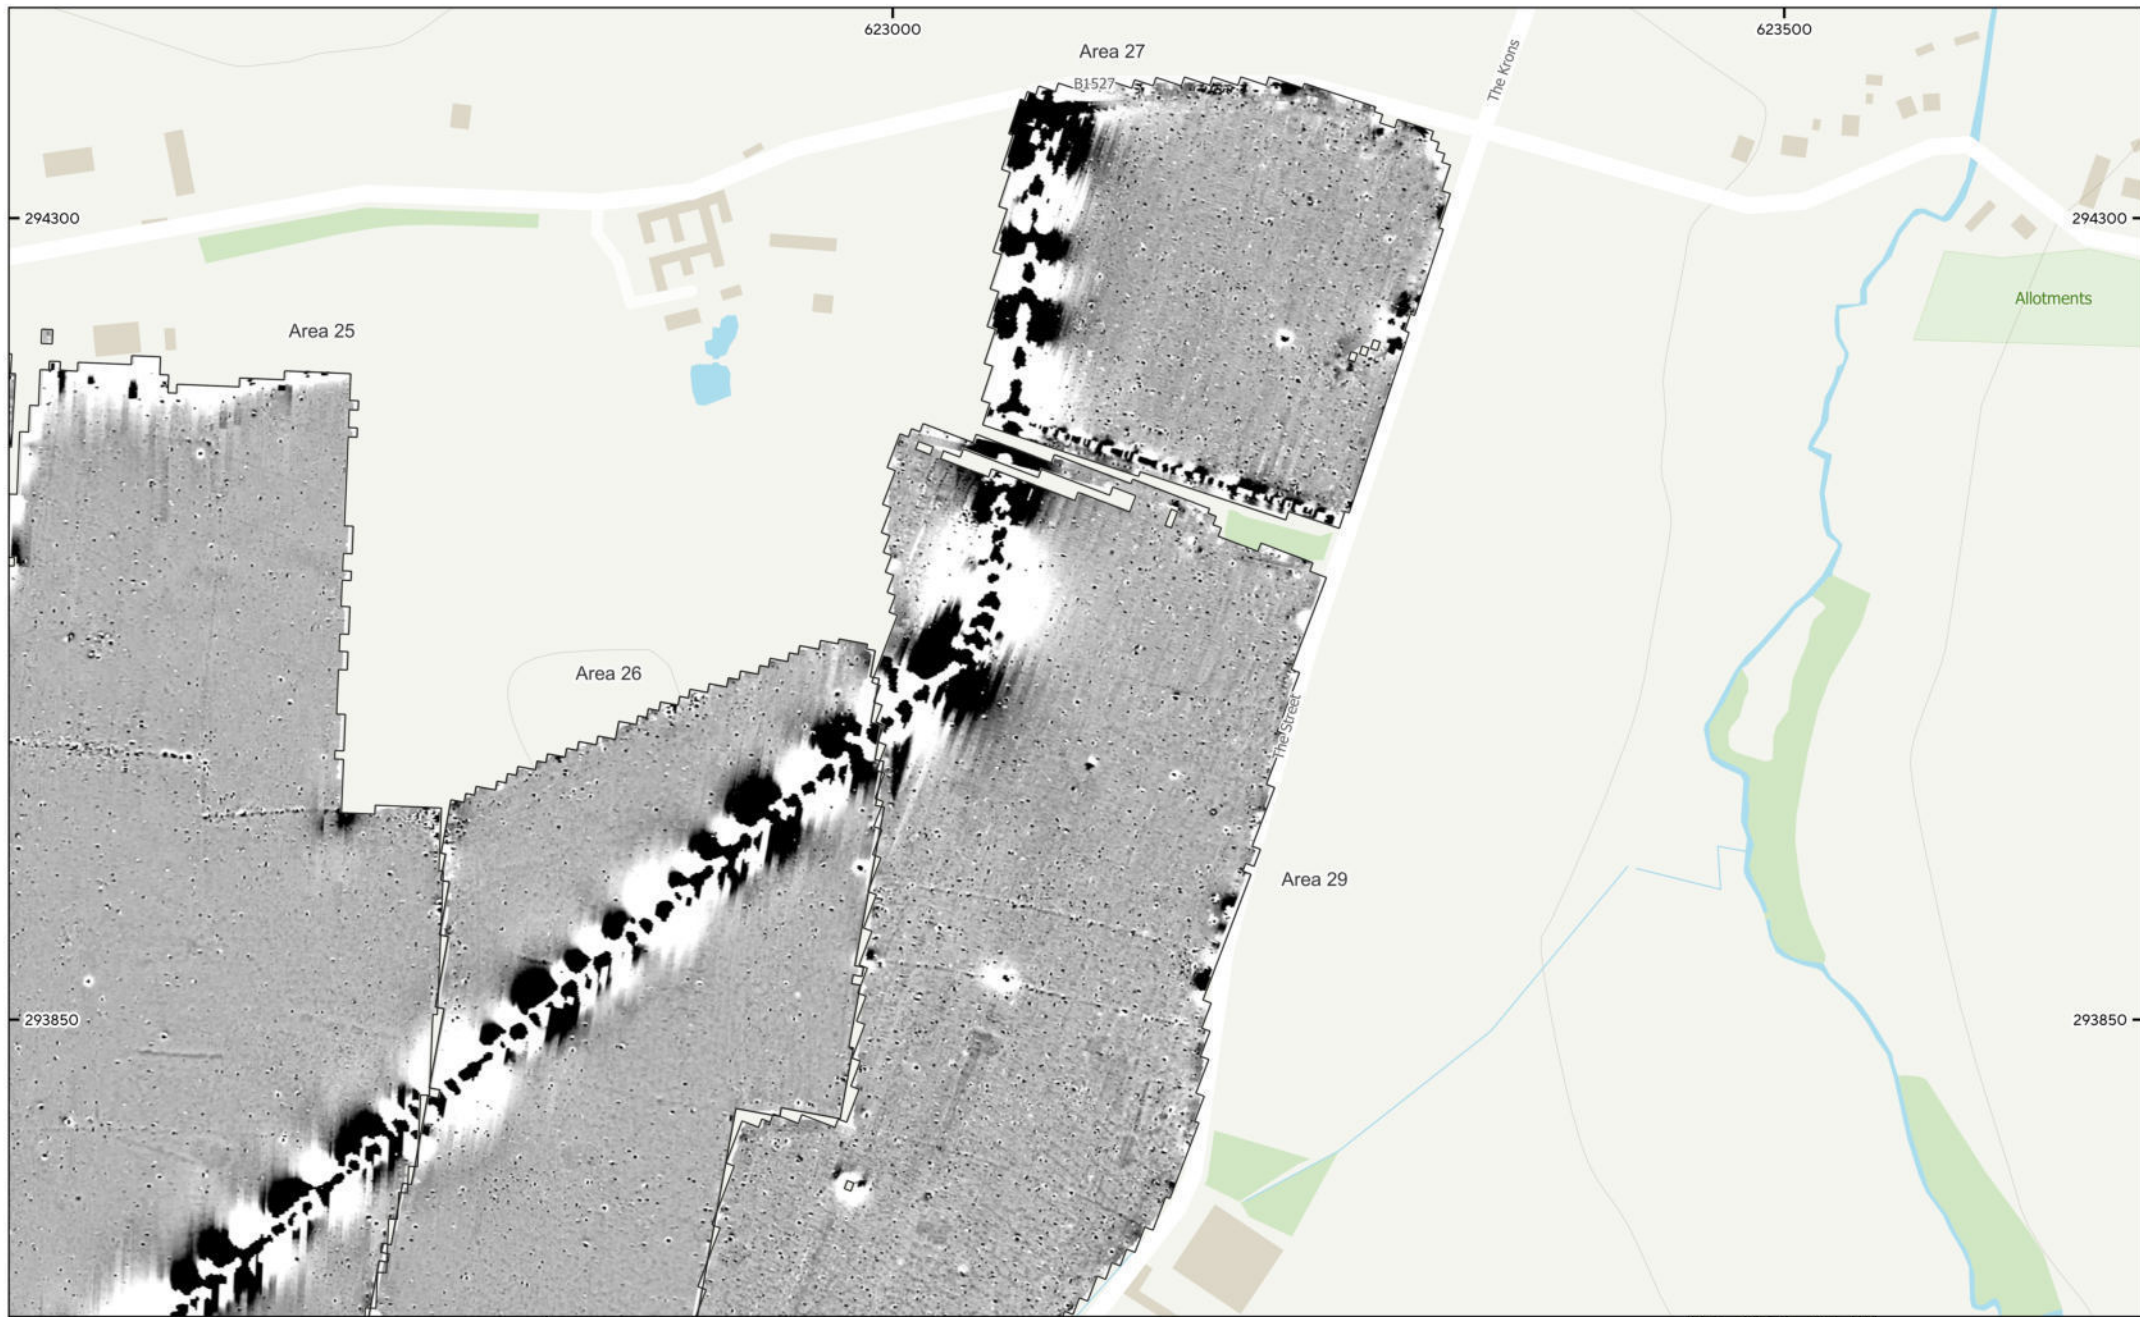 623000
623500
Area 27
B1527
The Krons
294300
294300
Allotments
Area 25
Area 26
The Street
Area 29
293850
293850